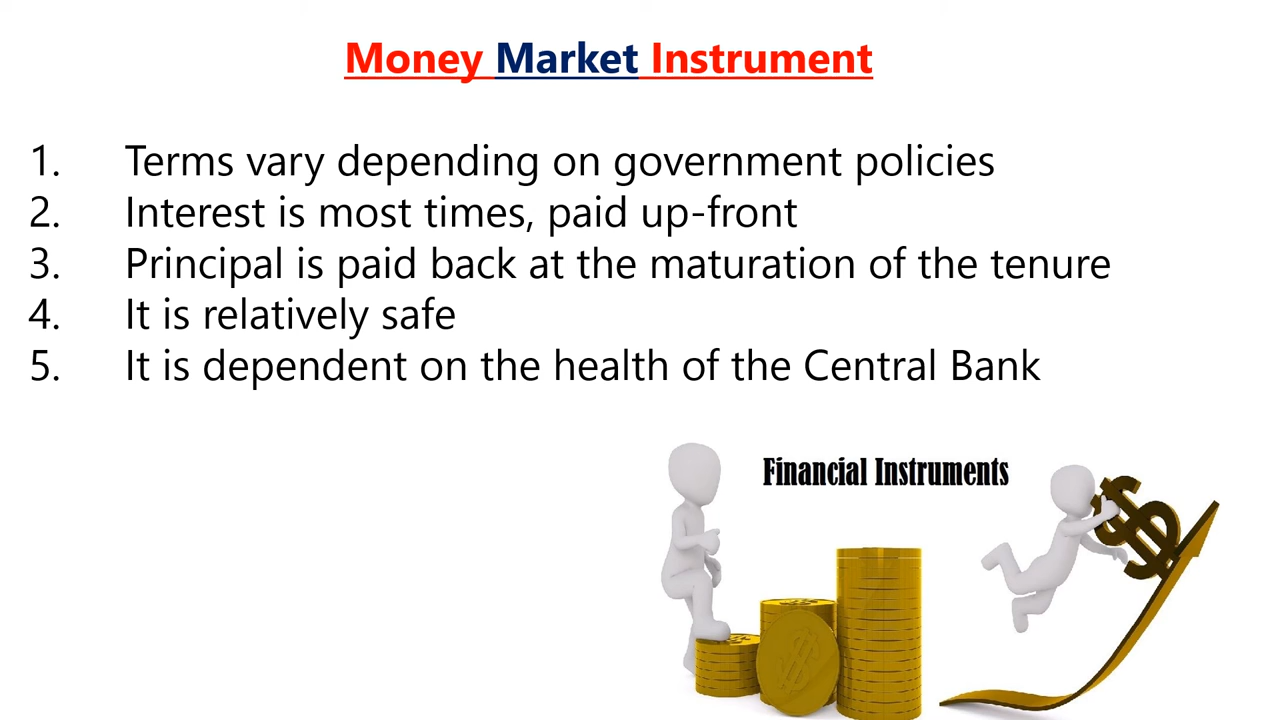 Money Market Instrument
1. Terms vary depending on government policies
2. Interest is most times, paid up-front
3. Principal is paid back at the maturation of the tenure
4. It is relatively safe
5. It is dependent on the health of the Central Bank
Financial Instruments